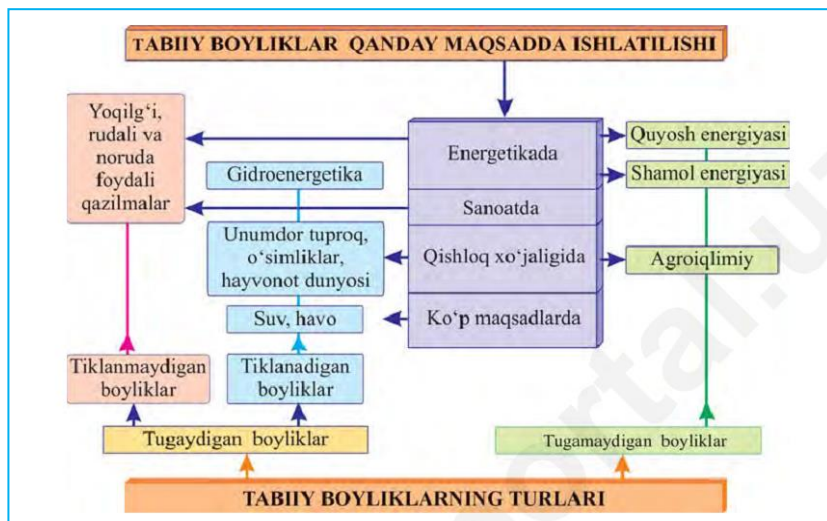 TABIIY BOYLIKLAR QANDAY MAQSADDA ISHLATILISHI
Yoqilg‘i,
rudali va
noruda
foydali
qazilmalar
Gidroenergetika
Unumdor tuproq,
o‘simliklar,
hayvonot dunyosi
Suv, havo
Energetikada
Sanoatda
Qishloq xo‘jaligida
Ko‘p maqsadlarda
Quyosh energiyasi
Shamol energiyasi
Agroiqlimiy
Tiklanmaydigan
boyliklar
Tiklanadigan
boyliklar
Tugaydigan boyliklar
Tugamaydigan boyliklar
TABIIY BOYLIKLARNING TURLARI
portal.uz